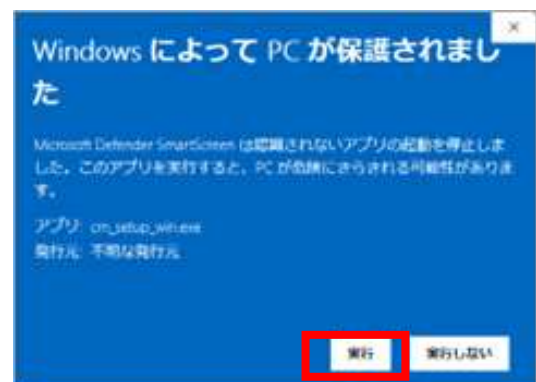 Windows によって PC が保護されまし
た
Microsoft Defender SmartScreen は認識されないアプリの起動を停止しま
した。このアプリを実行すると、PC が危険にさらされる可能性がありま
す。
アプリ: cm_setup_win.exe
発行元: 不明な発行元
実行
実行しない